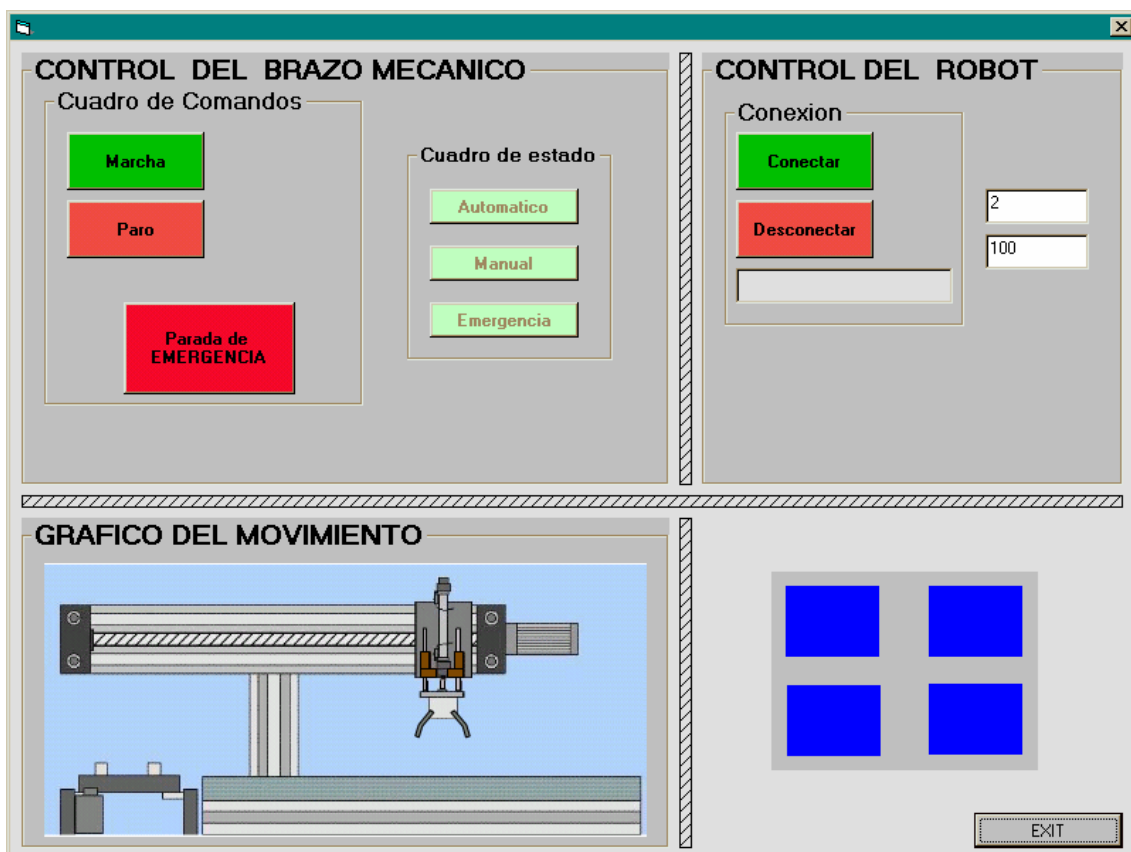 CONTROL DEL BRAZO MECANICO
Cuadro de Comandos
Marcha
Paro
Parada de
EMERGENCIA
Cuadro de estado
Automatico
Manual
Emergencia
CONTROL DEL ROBOT
Conexion
Conectar
Desconectar
2
100
GRAFICO DEL MOVIMIENTO
EXIT